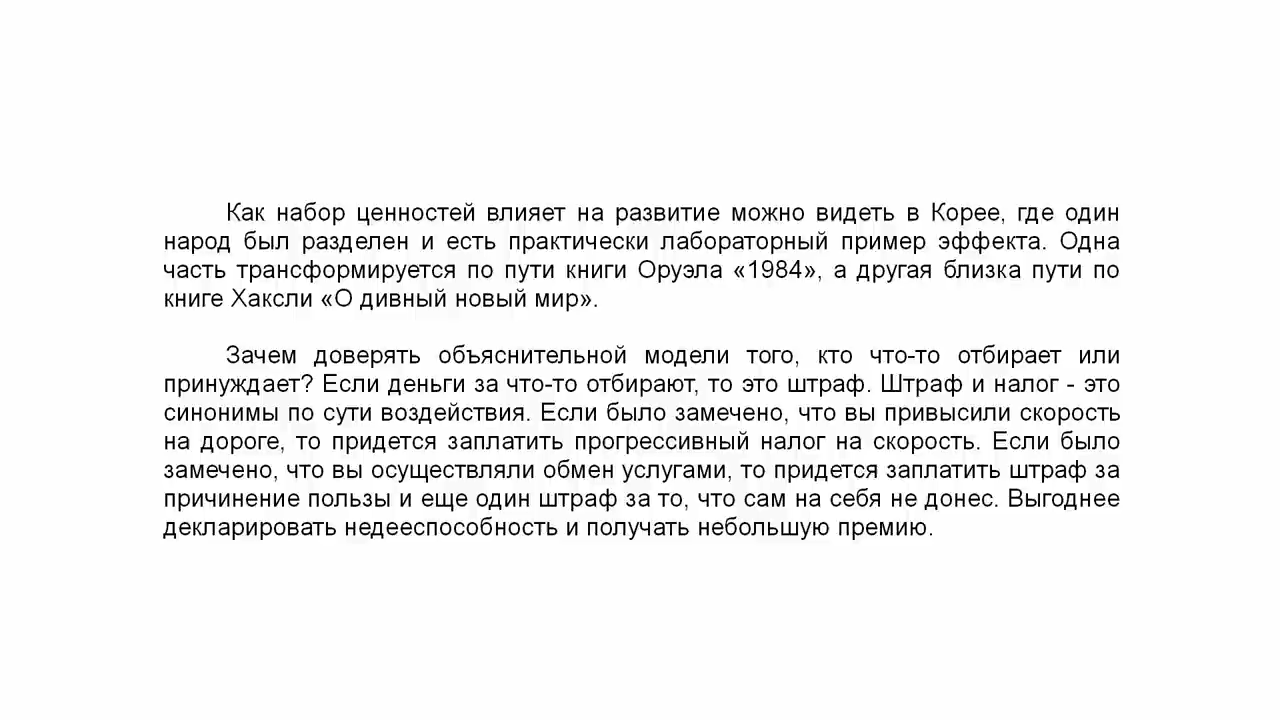 Как набор ценностей влияет на развитие можно видеть в Корее, где один
народ был разделен и есть практически лабораторный пример эффекта. Одна
часть трансформируется по пути книги Оруэла «1984», а другая близка пути по
книге Хаксли «О дивный новый мир».
Зачем доверять объяснительной модели того, кто что-то отбирает или
принуждает? Если деньги за что-то отбирают, то это штраф. Штраф и налог - это
синонимы по сути воздействия. Если было замечено, что вы привысили скорость
на дороге, то придется заплатить прогрессивный налог на скорость. Если было
замечено, что вы осуществляли обмен услугами, то придется заплатить штраф за
причинение пользы и еще один штраф за то, что сам на себя не донес. Выгоднее
декларировать недееспособность и получать небольшую премию.